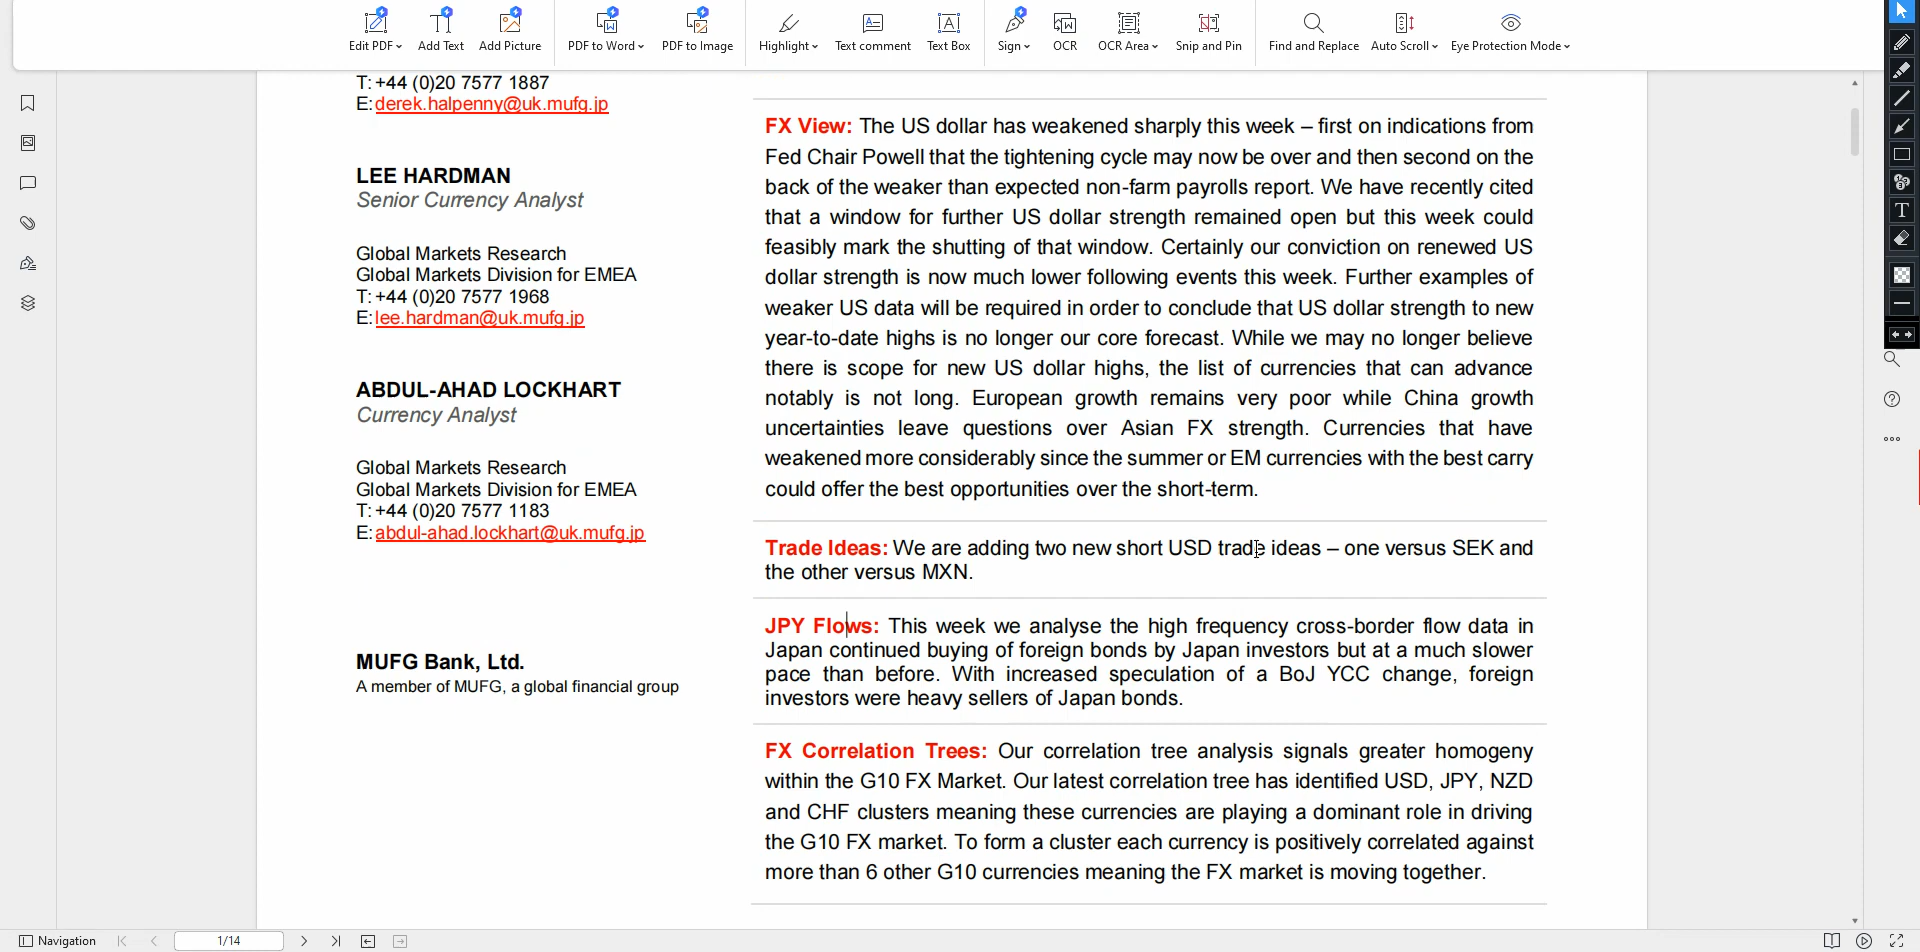 Edit PDF
Add Text
Add Picture
PDF to Word
PDF to Image
Highlight
Text comment
Text Box
Sign
OCR
OCR Area
Snip and Pin
Find and Replace
Auto Scroll
Eye Protection Mode
T: +44 (0)20 7577 1887
E: derek.halpenny@uk.mufg.jp
LEE HARDMAN
Senior Currency Analyst
Global Markets Research
Global Markets Division for EMEA
T: +44 (0)20 7577 1968
E: lee.hardman@uk.mufg.jp
ABDUL-AHAD LOCKHART
Currency Analyst
Global Markets Research
Global Markets Division for EMEA
T: +44 (0)20 7577 1183
E: abdul-ahad.lockhart@uk.mufg.jp
MUFG Bank, Ltd.
A member of MUFG, a global financial group
FX View: The US dollar has weakened sharply this week – first on indications from
Fed Chair Powell that the tightening cycle may now be over and then second on the
back of the weaker than expected non-farm payrolls report. We have recently cited
that a window for further US dollar strength remained open but this week could
feasibly mark the shutting of that window. Certainly our conviction on renewed US
dollar strength is now much lower following events this week. Further examples of
weaker US data will be required in order to conclude that US dollar strength to new
year-to-date highs is no longer our core forecast. While we may no longer believe
there is scope for new US dollar highs, the list of currencies that can advance
notably is not long. European growth remains very poor while China growth
uncertainties leave questions over Asian FX strength. Currencies that have
weakened more considerably since the summer or EM currencies with the best carry
could offer the best opportunities over the short-term.
Trade Ideas: We are adding two new short USD trade ideas – one versus SEK and
the other versus MXN.
JPY Flows: This week we analyse the high frequency cross-border flow data in
Japan continued buying of foreign bonds by Japan investors but at a much slower
pace than before. With increased speculation of a BoJ YCC change, foreign
investors were heavy sellers of Japan bonds.
FX Correlation Trees: Our correlation tree analysis signals greater homogeny
within the G10 FX Market. Our latest correlation tree has identified USD, JPY, NZD
and CHF clusters meaning these currencies are playing a dominant role in driving
the G10 FX market. To form a cluster each currency is positively correlated against
more than 6 other G10 currencies meaning the FX market is moving together.
Navigation
1/14